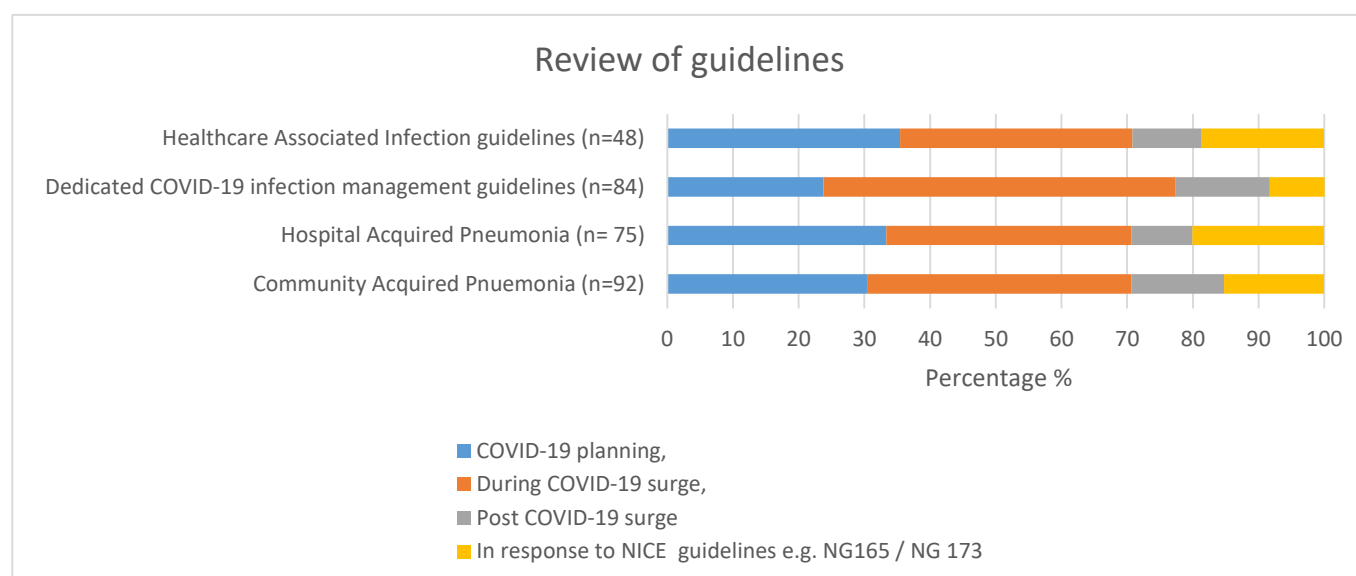 Review of guidelines
Healthcare Associated Infection guidelines (n=48)
Dedicated COVID-19 infection management guidelines (n=84)
Hospital Acquired Pneumonia (n= 75)
Community Acquired Pnuemonia (n=92)
0 10 20 30 40 50 60 70 80 90 100
Percentage %
COVID-19 planning,
During COVID-19 surge,
Post COVID-19 surge
In response to NICE guidelines e.g. NG165 / NG 173